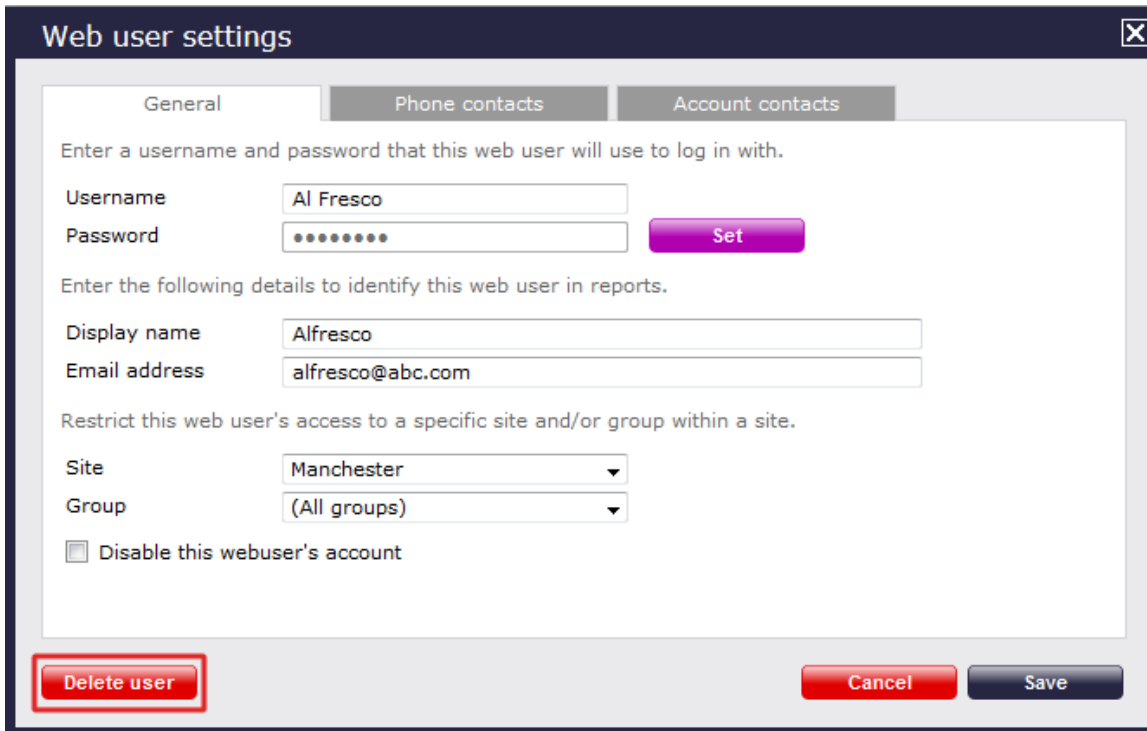 Web user settings
General
Phone contacts
Account contacts
Enter a username and password that this web user will use to log in with.
Username
Al Fresco
Password
••••••••
Set
Enter the following details to identify this web user in reports.
Display name
Alfresco
Email address
alfresco@abc.com
Restrict this web user's access to a specific site and/or group within a site.
Site
Manchester
Group
(All groups)
Disable this webuser's account
Delete user
Cancel
Save